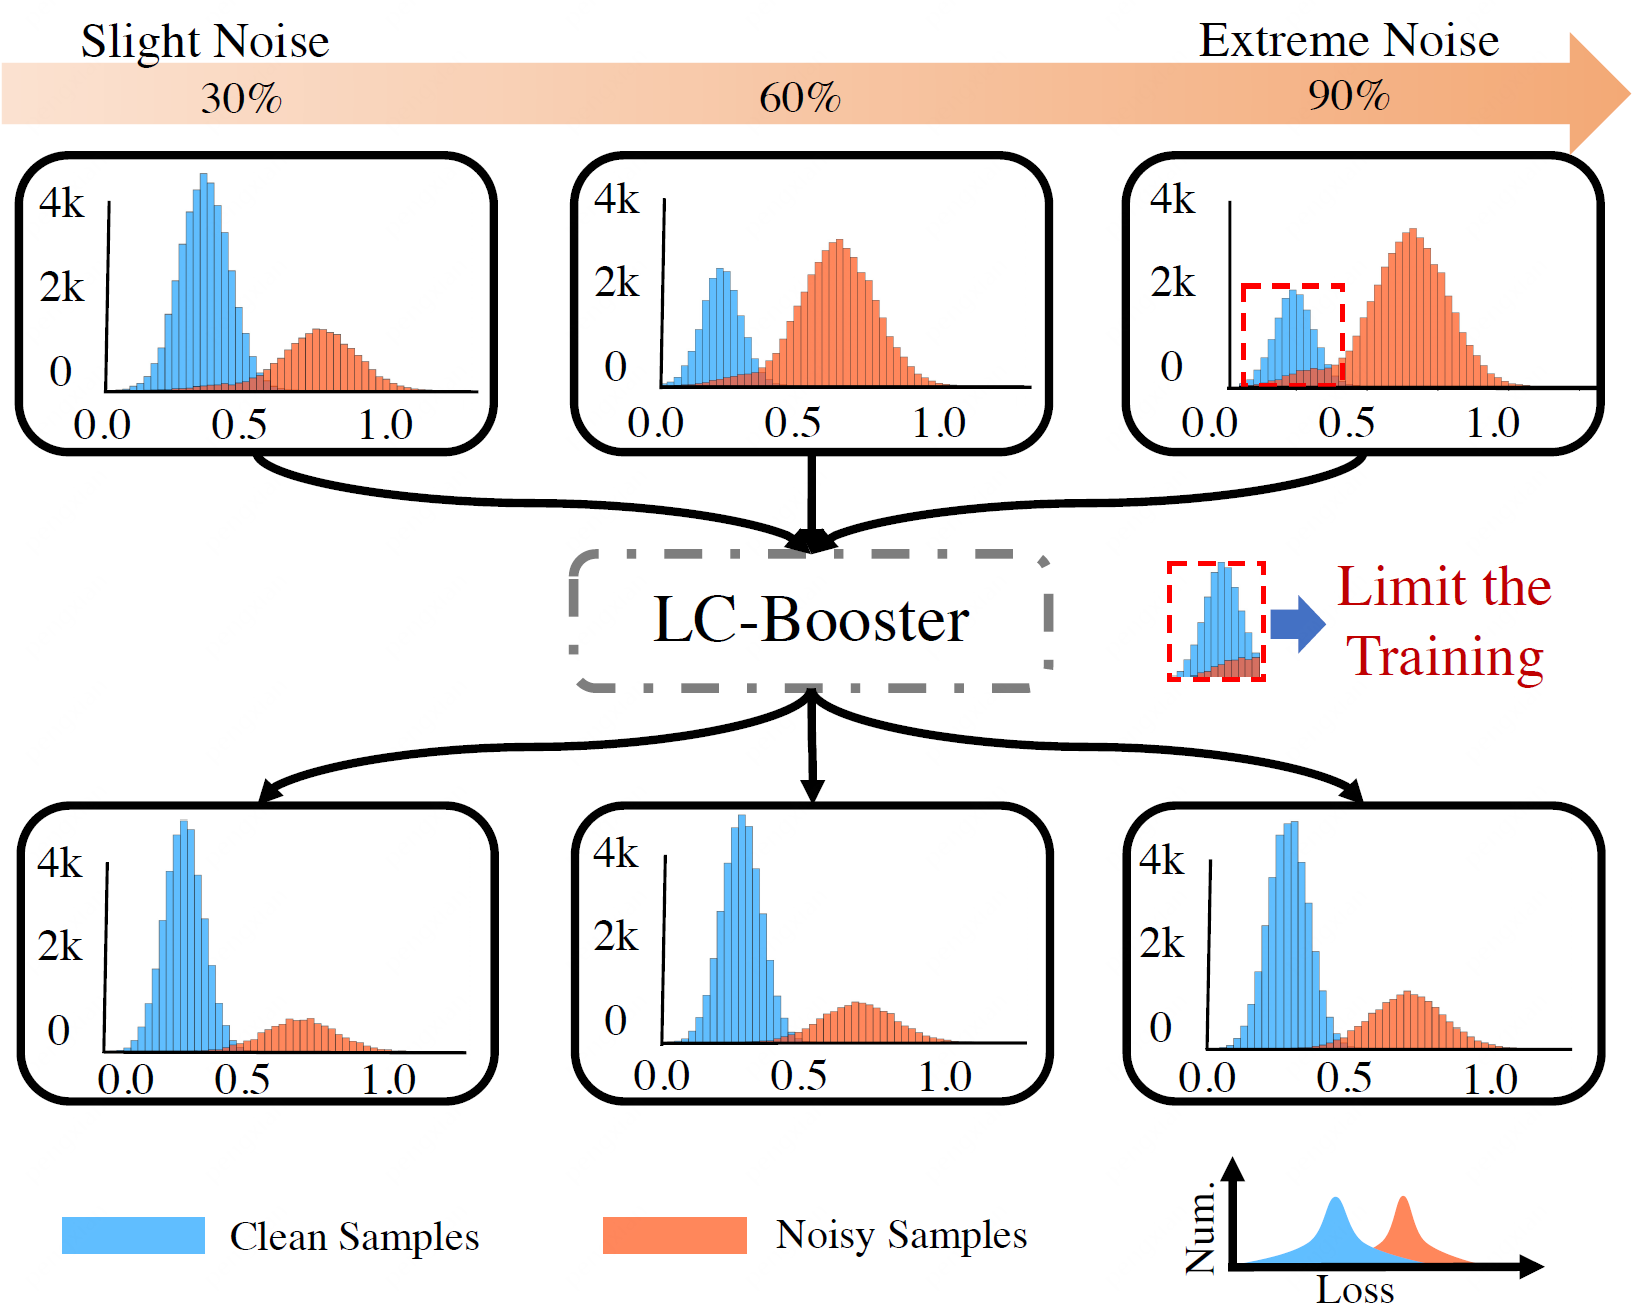 Slight Noise
Extreme Noise
30%
60%
90%
4k
2k
0
0.0 0.5 1.0
4k
2k
0
0.0 0.5 1.0
4k
2k
0
0.0 0.5 1.0
LC-Booster
Limit the
Training
4k
2k
0
0.0 0.5 1.0
4k
2k
0
0.0 0.5 1.0
4k
2k
0
0.0 0.5 1.0
Clean Samples
Noisy Samples
Num.
Loss